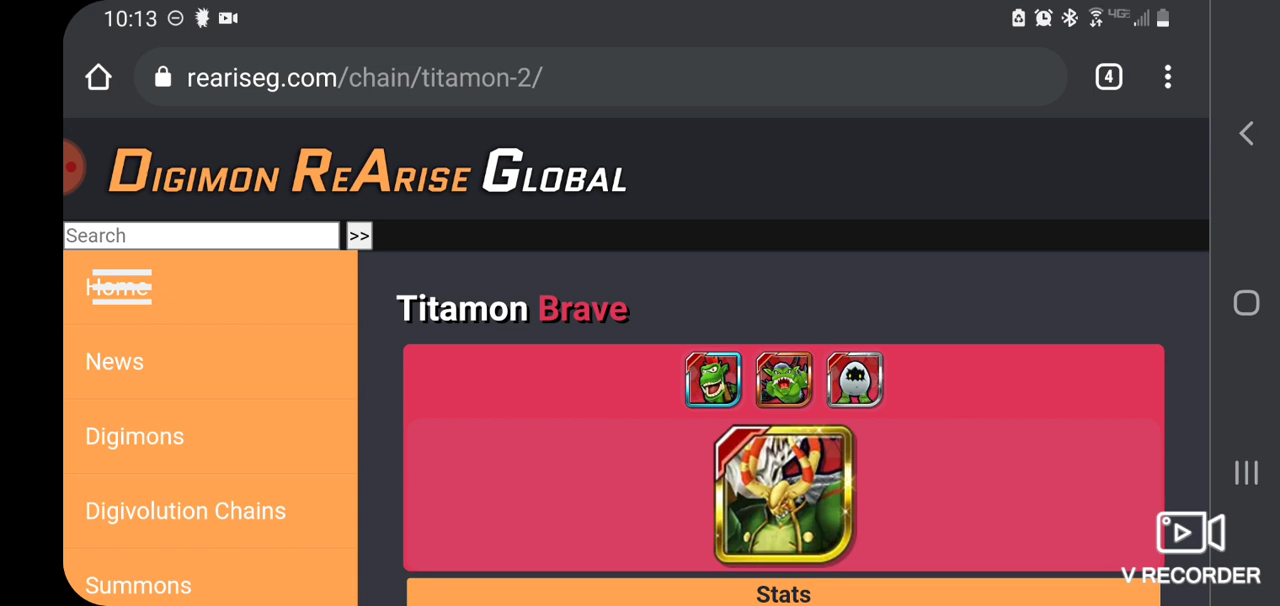 10:13
4GE
reariseg.com/chain/titamon-2/
4
DIGIMON REARISE GLOBAL
Search >>
Home
Titamon Brave
News
Digimons
Digivolution Chains
Summons
Stats
V RECORDER